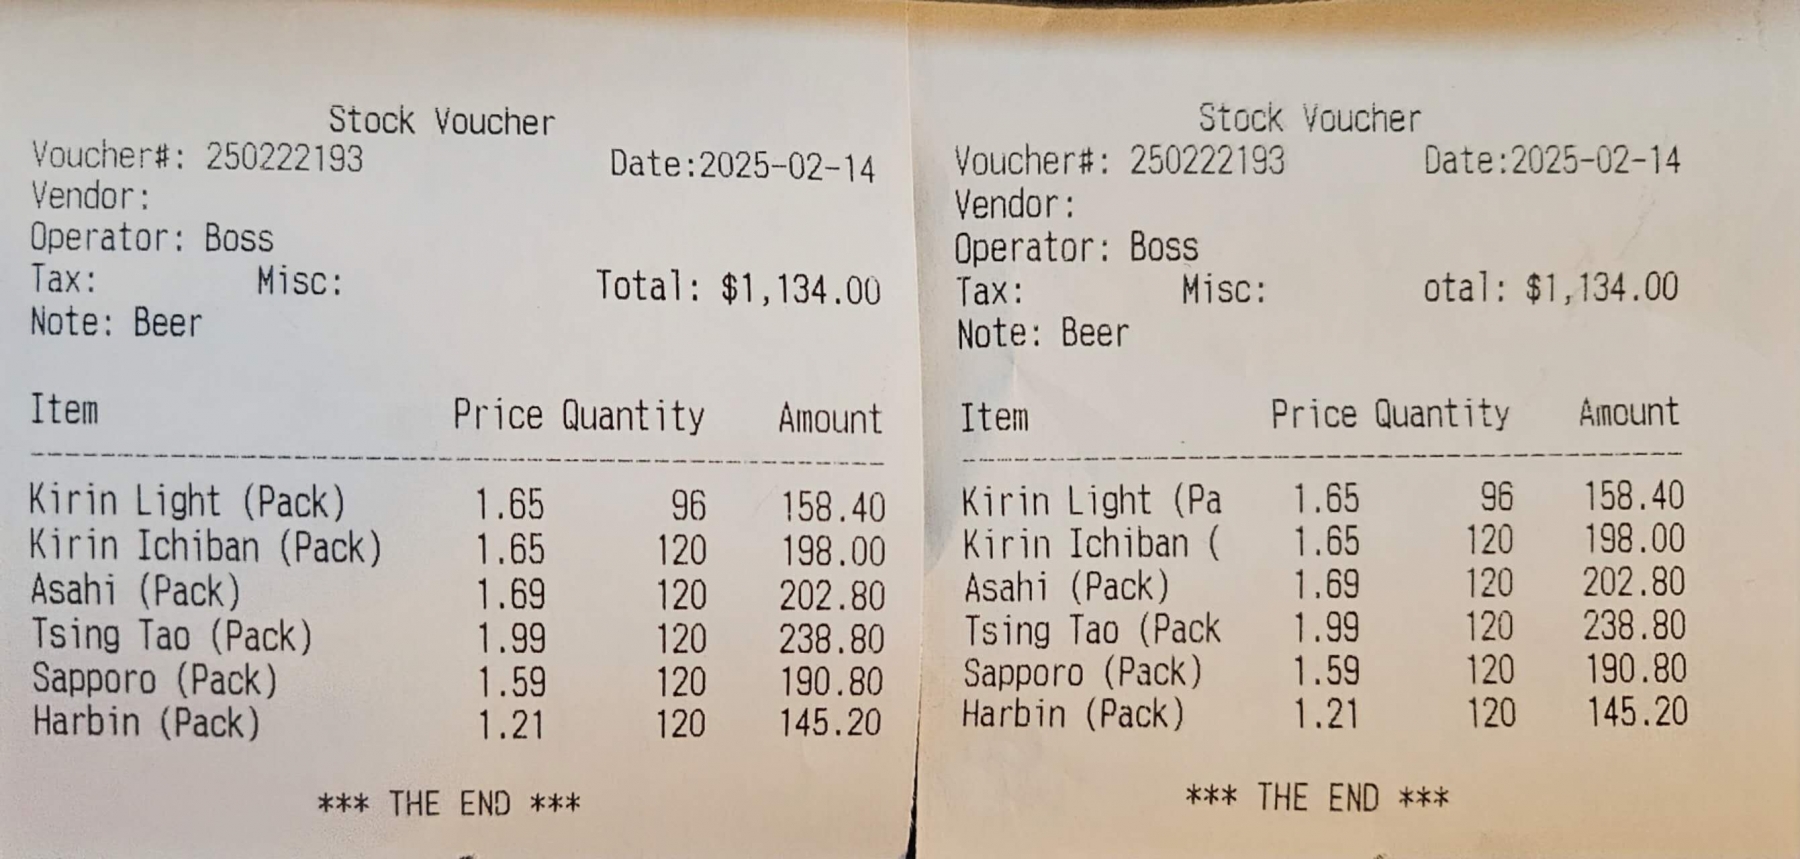 Stock Voucher
Voucher#: 250222193 Date:2025-02-14
Vendor:
Operator: Boss
Tax: Misc: Total: $1,134.00
Note: Beer
Item Price Quantity Amount
Kirin Light (Pack) 1.65 96 158.40
Kirin Ichiban (Pack) 1.65 120 198.00
Asahi (Pack) 1.69 120 202.80
Tsing Tao (Pack) 1.99 120 238.80
Sapporo (Pack) 1.59 120 190.80
Harbin (Pack) 1.21 120 145.20
*** THE END ***
Stock Voucher
Voucher#: 250222193 Date:2025-02-14
Vendor:
Operator: Boss
Tax: Misc: otal: $1,134.00
Note: Beer
Item Price Quantity Amount
Kirin Light (Pa 1.65 96 158.40
Kirin Ichiban ( 1.65 120 198.00
Asahi (Pack) 1.69 120 202.80
Tsing Tao (Pack 1.99 120 238.80
Sapporo (Pack) 1.59 120 190.80
Harbin (Pack) 1.21 120 145.20
*** THE END ***